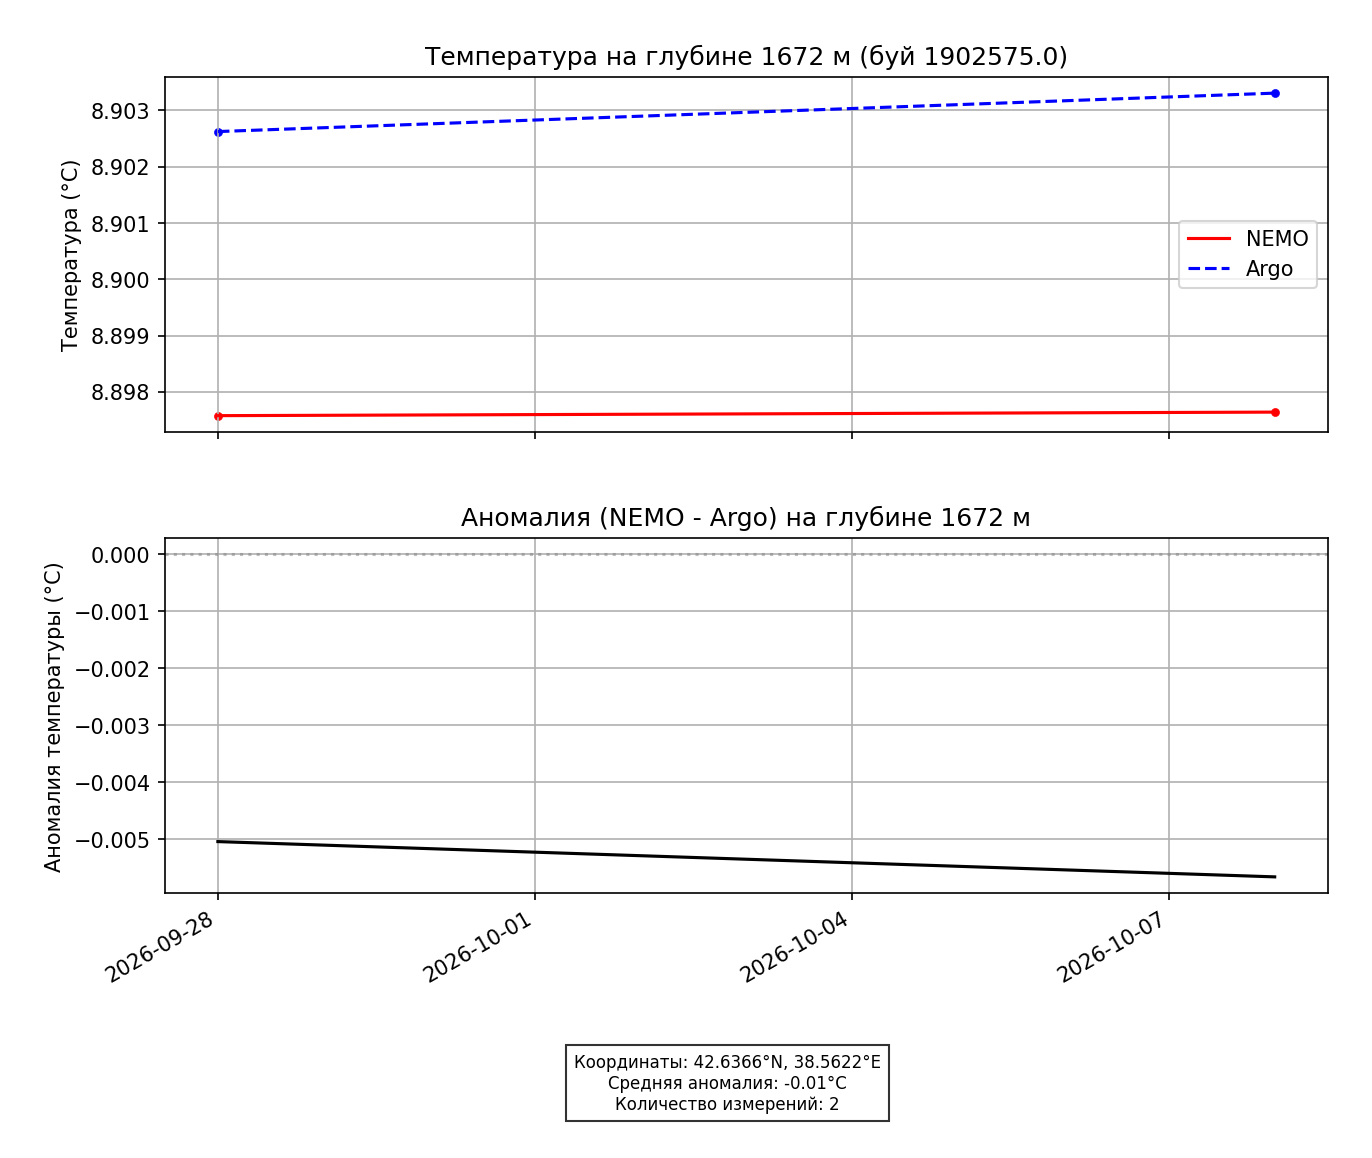 Температура на глубине 1672 м (буй 1902575.0)
Температура (°C)
8.903
8.902
8.901
8.900
8.899
8.898
NEMO
Argo
Аномалия (NEMO - Argo) на глубине 1672 м
Аномалия температуры (°C)
0.000
−0.001
−0.002
−0.003
−0.004
−0.005
2026-09-28
2026-10-01
2026-10-04
2026-10-07
Координаты: 42.6366°N, 38.5622°E
Средняя аномалия: -0.01°C
Количество измерений: 2